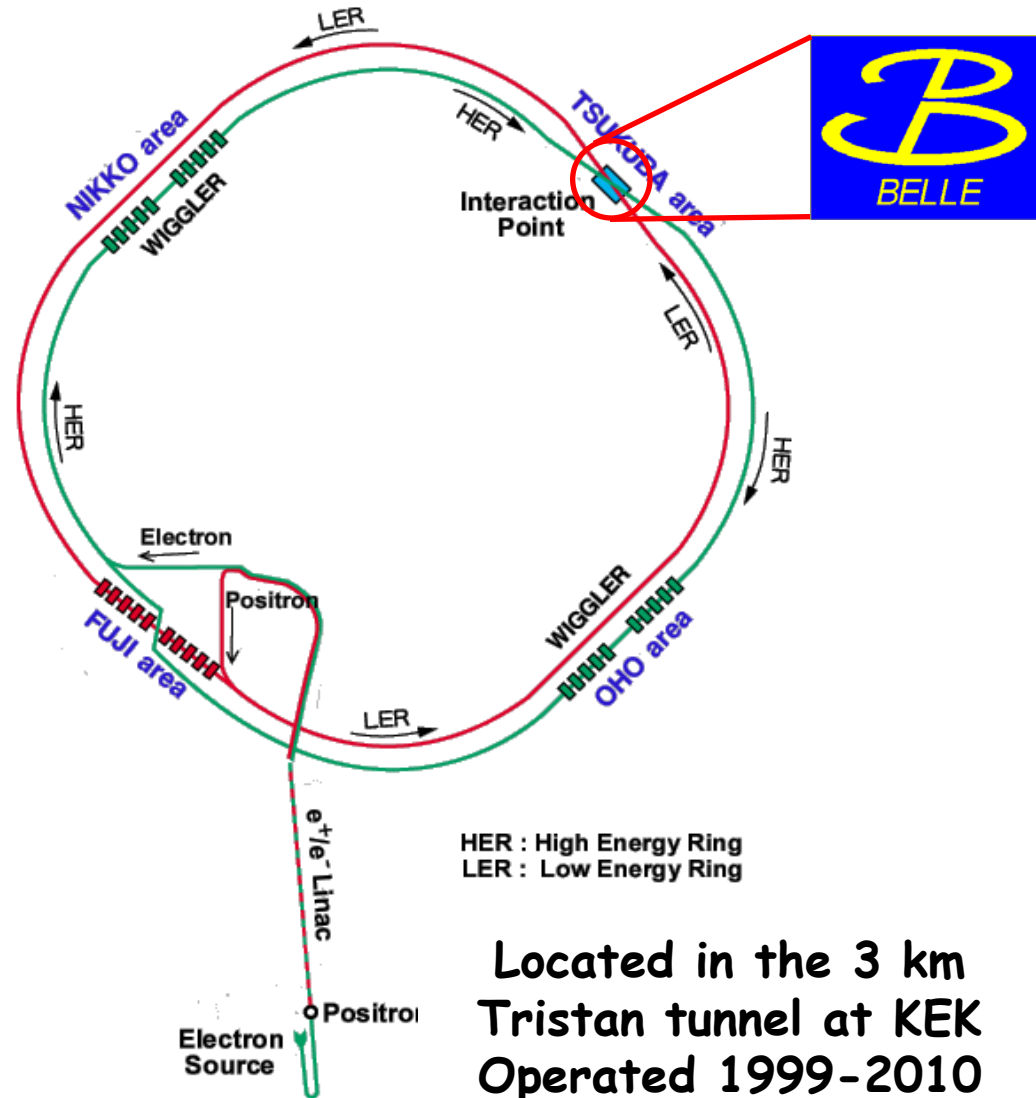 LER
HER
TSUKUBA area
NIKKO area
WIGGLER
Interaction
Point
BELLE
LER
HER
HER
Electron
Positron
FUJI area
WIGGLER
OHO area
LER
e+/e- Linac
HER : High Energy Ring
LER : Low Energy Ring
Positro
Electron
Source
Located in the 3 km
Tristan tunnel at KEK
Operated 1999-2010